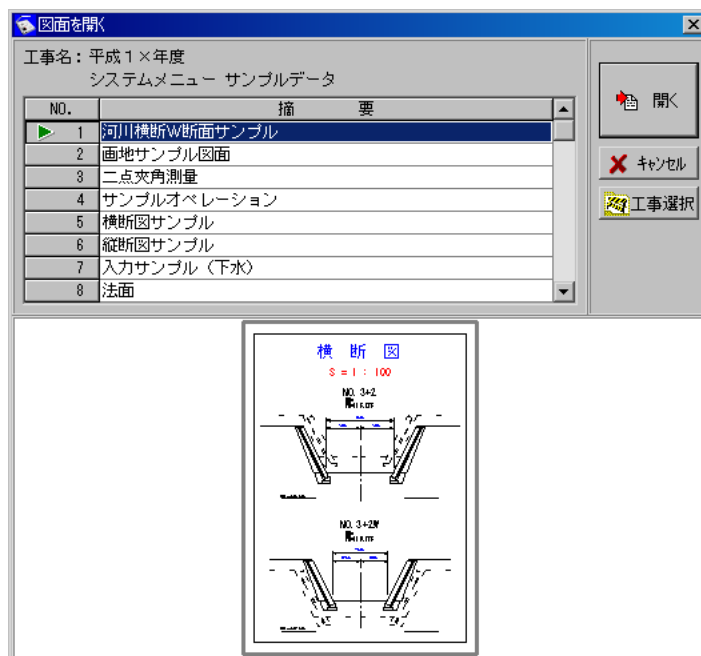 図面を開く
工事名：平成１×年度
システムメニュー サンプルデータ
NO. 摘 要
1 河川横断W断面サンプル
2 画地サンプル図面
3 二点夾角測量
4 サンプルオペレーション
5 横断図サンプル
6 縦断図サンプル
7 入力サンプル（下水）
8 法面
開く
キャンセル
工事選択
横 断 図
S = 1 : 100
NO. 3+2
NO. 3+2W